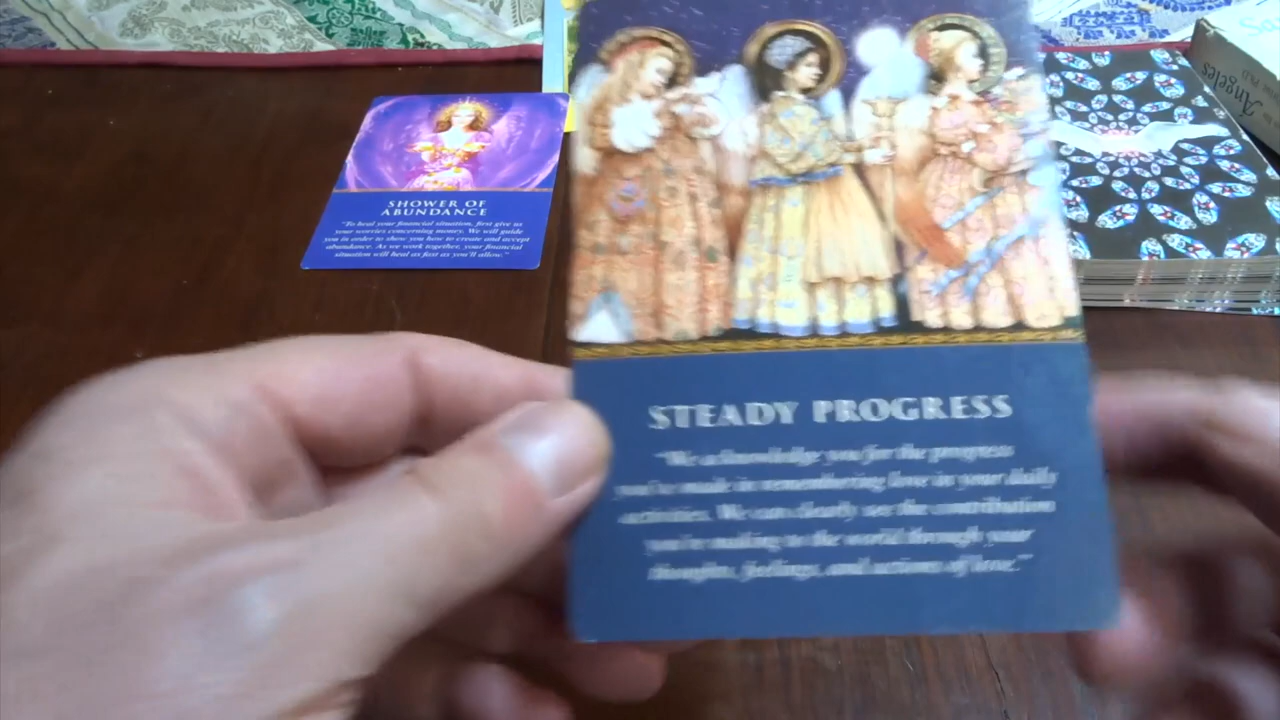 SHOWER OF
ABUNDANCE
"To heal your financial situation, first give us
your worries concerning money. We will guide
you in order to show you how to create and accept
abundance. As we work together, your financial
situation will heal as fast as you'll allow."
STEADY PROGRESS
"We acknowledge you for the progress
you've made in remembering love in your daily
activities. We can clearly see the contribution
you're making to the world through your
thoughts, feelings, and actions of love."
Ángeles